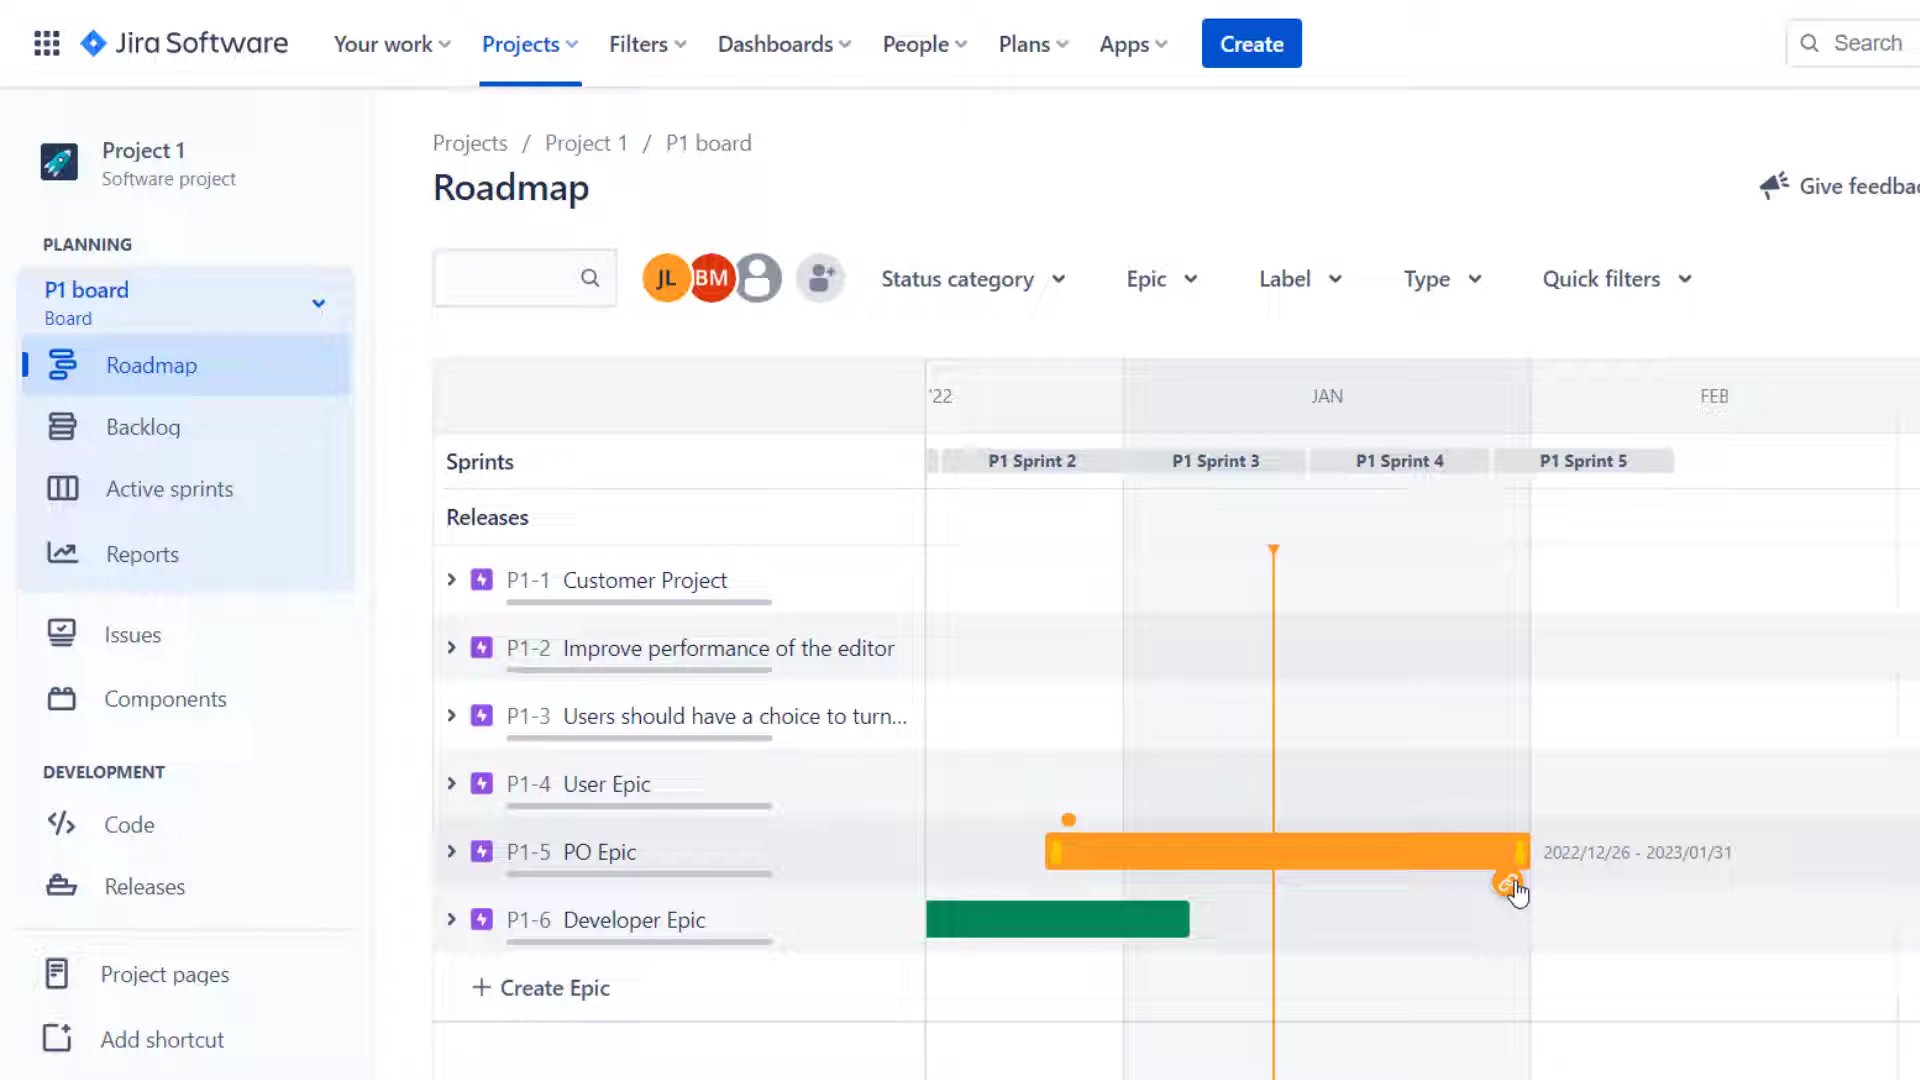 Jira Software
Your work
Projects
Filters
Dashboards
People
Plans
Apps
Create
Search
Project 1
Software project
PLANNING
P1 board
Board
Roadmap
Backlog
Active sprints
Reports
Issues
Components
DEVELOPMENT
Code
Releases
Project pages
Add shortcut
Projects / Project 1 / P1 board
Roadmap
Give feedbac
JL
BM
Status category
Epic
Label
Type
Quick filters
'22
JAN
FEB
Sprints
P1 Sprint 2
P1 Sprint 3
P1 Sprint 4
P1 Sprint 5
Releases
P1-1 Customer Project
P1-2 Improve performance of the editor
P1-3 Users should have a choice to turn...
P1-4 User Epic
P1-5 PO Epic
2022/12/26 - 2023/01/31
P1-6 Developer Epic
+ Create Epic